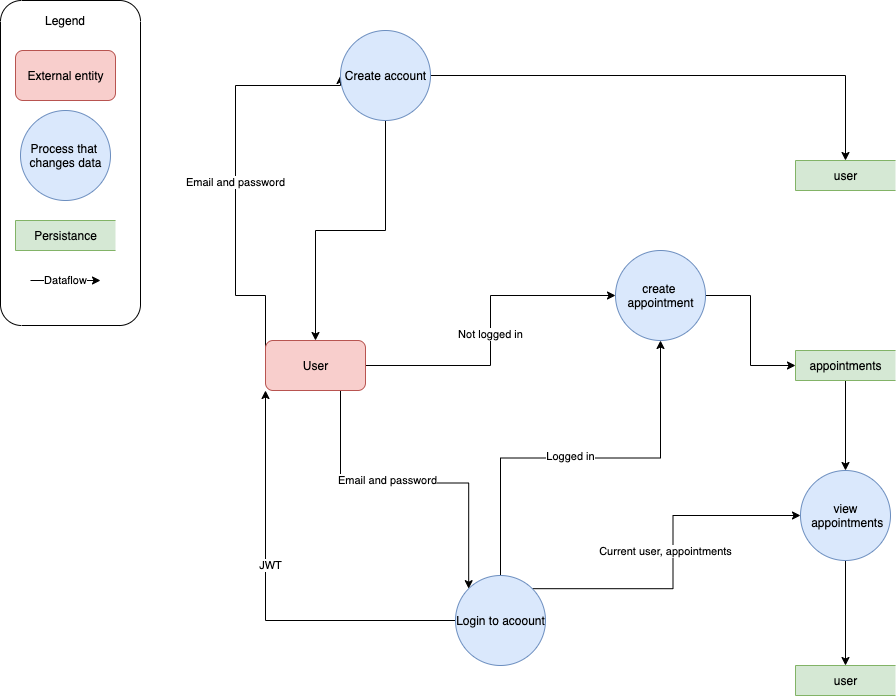 Legend
External entity
Process that
changes data
Persistance
Dataflow
Create account
Email and password
user
create
appointment
Not logged in
User
appointments
Logged in
Email and password
view
appointments
Current user, appointments
JWT
Login to acoount
user